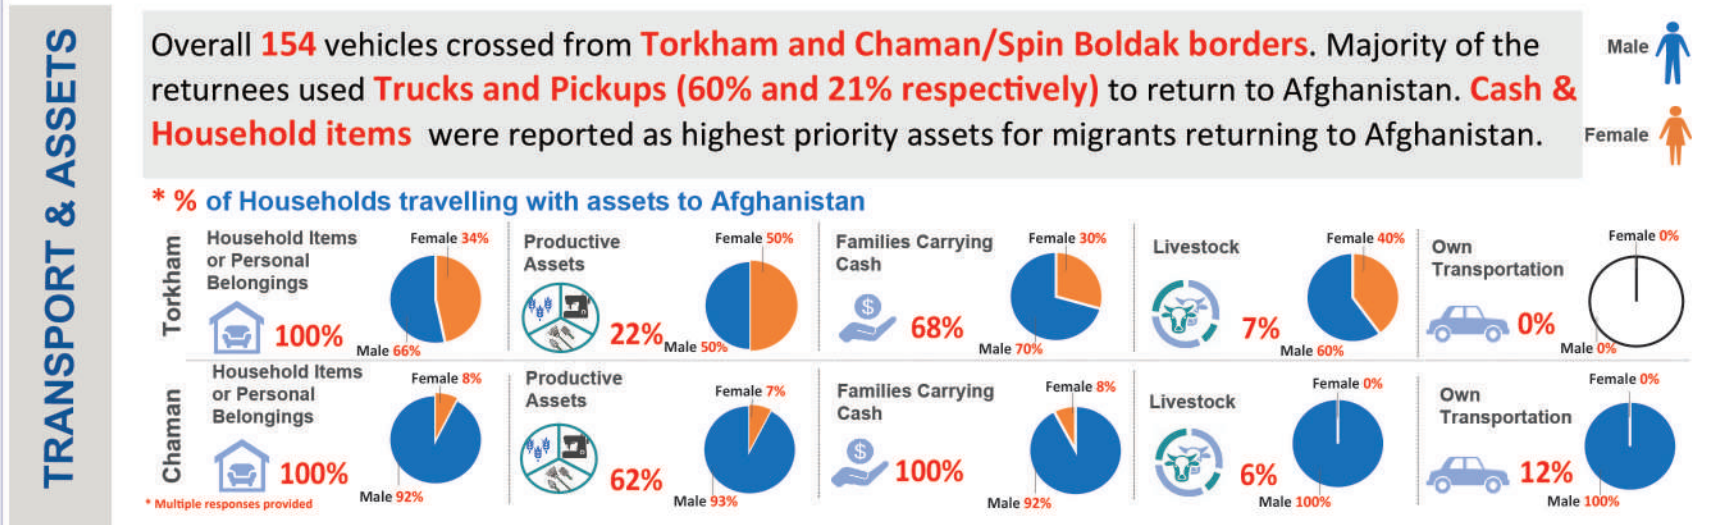 TRANSPORT & ASSETS
Overall 154 vehicles crossed from Torkham and Chaman/Spin Boldak borders. Majority of the
returnees used Trucks and Pickups (60% and 21% respectively) to return to Afghanistan. Cash &
Household items were reported as highest priority assets for migrants returning to Afghanistan.
Male
Female
* % of Households travelling with assets to Afghanistan
Torkham
Household Items
or Personal
Belongings
100%
Female 34%
Male 66%
Productive
Assets
22%
Female 50%
Male 50%
Families Carrying
Cash
$
68%
Female 30%
Male 70%
Livestock
7%
Female 40%
Male 60%
Own
Transportation
0%
Female 0%
Male 0%
Chaman
Household Items
or Personal
Belongings
100%
Female 8%
Male 92%
Productive
Assets
62%
Female 7%
Male 93%
Families Carrying
Cash
$
100%
Female 8%
Male 92%
Livestock
6%
Female 0%
Male 100%
Own
Transportation
12%
Female 0%
Male 100%
* Multiple responses provided